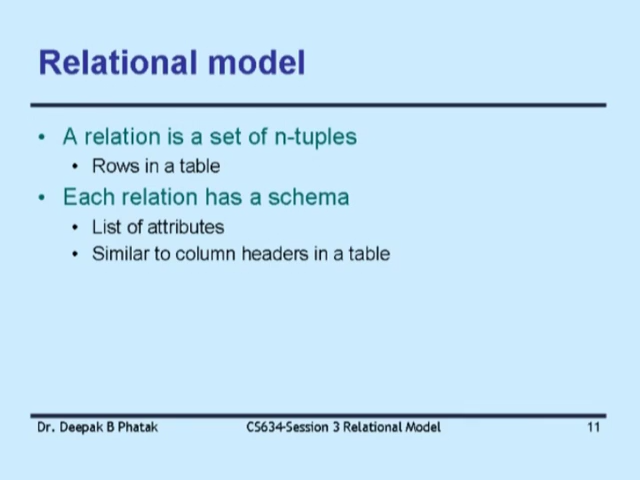 Relational model
• A relation is a set of n-tuples
• Rows in a table
• Each relation has a schema
• List of attributes
• Similar to column headers in a table
Dr. Deepak B Phatak CS634-Session 3 Relational Model 11